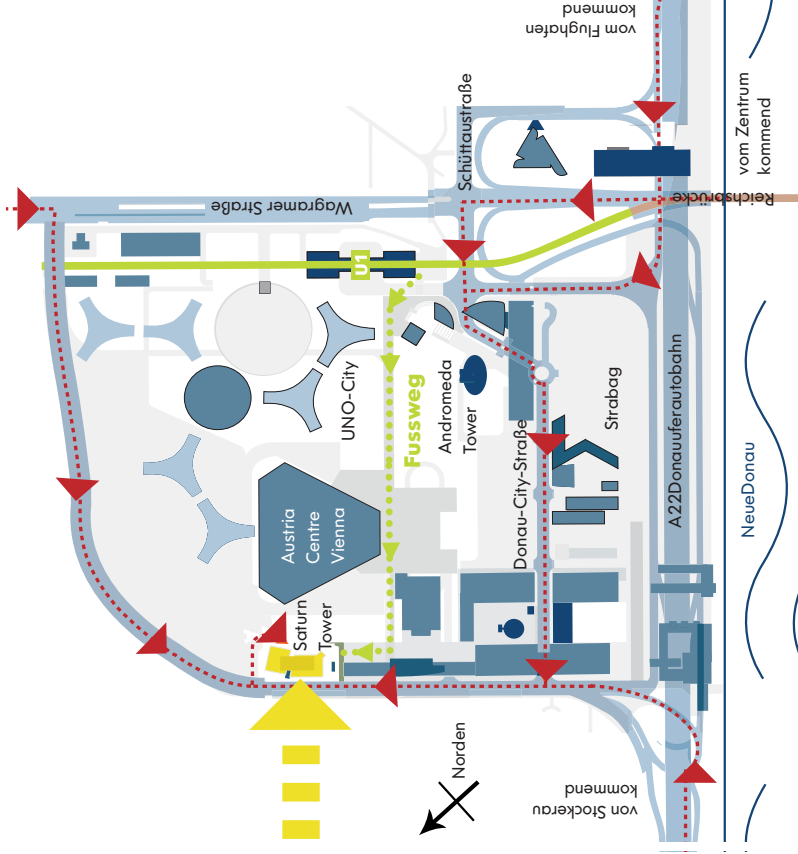 vom Flughafen
kommend
vom Zentrum
kommend
Schüttaustraße
Wagramer Straße
Reichsbrücke
U1
UNO-City
Fussweg
Andromeda
Tower
Donau-City-Straße
Strabag
A22Donauuferautobahn
NeueDonau
Austria
Centre
Vienna
Saturn
Tower
Norden
von Stockerau
kommend